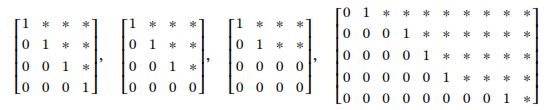 [1 * * *
0 1 * *
0 0 1 *
0 0 0 1],
[1 * * *
0 1 * *
0 0 1 *
0 0 0 0],
[1 * * *
0 1 * *
0 0 0 0
0 0 0 0],
[0 1 * * * * * * * *
0 0 0 1 * * * * * *
0 0 0 0 1 * * * * *
0 0 0 0 0 1 * * * *
0 0 0 0 0 0 0 0 1 *]